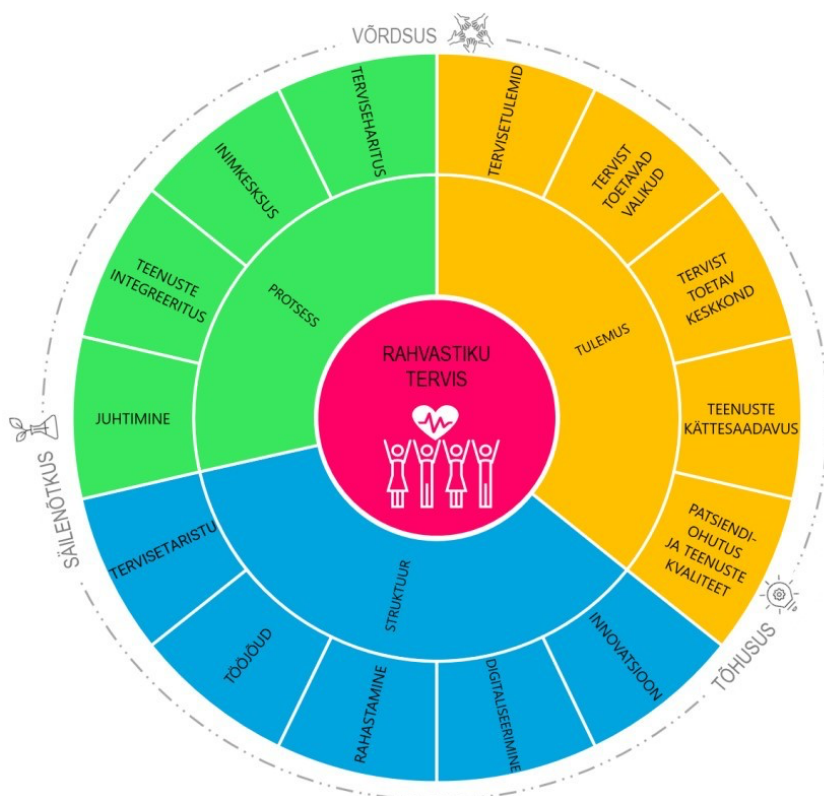 VÕRDSUS
TERVISEHARITUS
TERVISETULEMID
INIMKESKSUS
TERVIST
TOETAVAD
VALIKUD
TEENUSTE
INTEGREERITUS
TERVIST
TOETAV
KESKKOND
PROTSESS
TULEMUS
RAHVASTIKU
TERVIS
JUHTIMINE
TEENUSTE
KÄTTESAADAVUS
SÄILENÕTKUS
PATSIENDI-
OHUTUS
JA TEENUSTE
KVALITEET
TERVISETARISTU
STRUKTUUR
TÖÖJÕUD
RAHASTAMINE
DIGITALISEERIMINE
INNOVATSIOON
TÕHUSUS